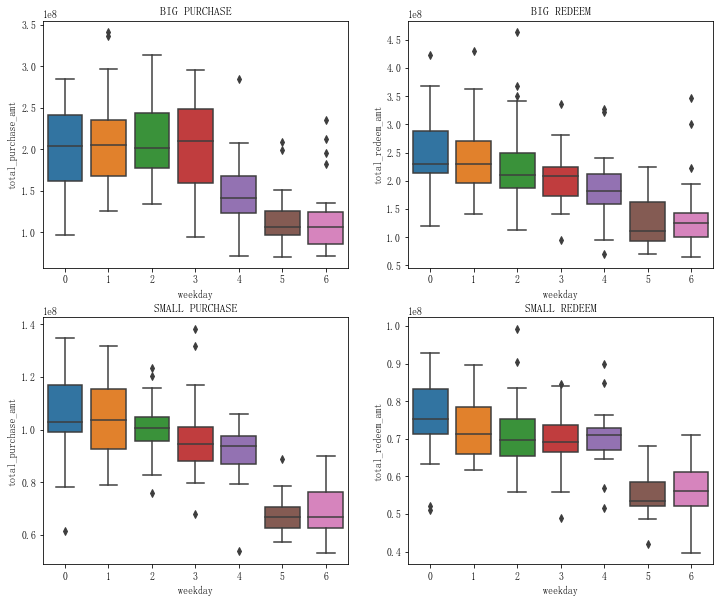 BIG PURCHASE
1e8
3.5
3.0
2.5
2.0
1.5
1.0
total_purchase_amt
0 1 2 3 4 5 6
weekday
BIG REDEEM
1e8
4.5
4.0
3.5
3.0
2.5
2.0
1.5
1.0
0.5
total_redeem_amt
0 1 2 3 4 5 6
weekday
SMALL PURCHASE
1e8
1.4
1.2
1.0
0.8
0.6
total_purchase_amt
0 1 2 3 4 5 6
weekday
SMALL REDEEM
1e8
1.0
0.9
0.8
0.7
0.6
0.5
0.4
total_redeem_amt
0 1 2 3 4 5 6
weekday